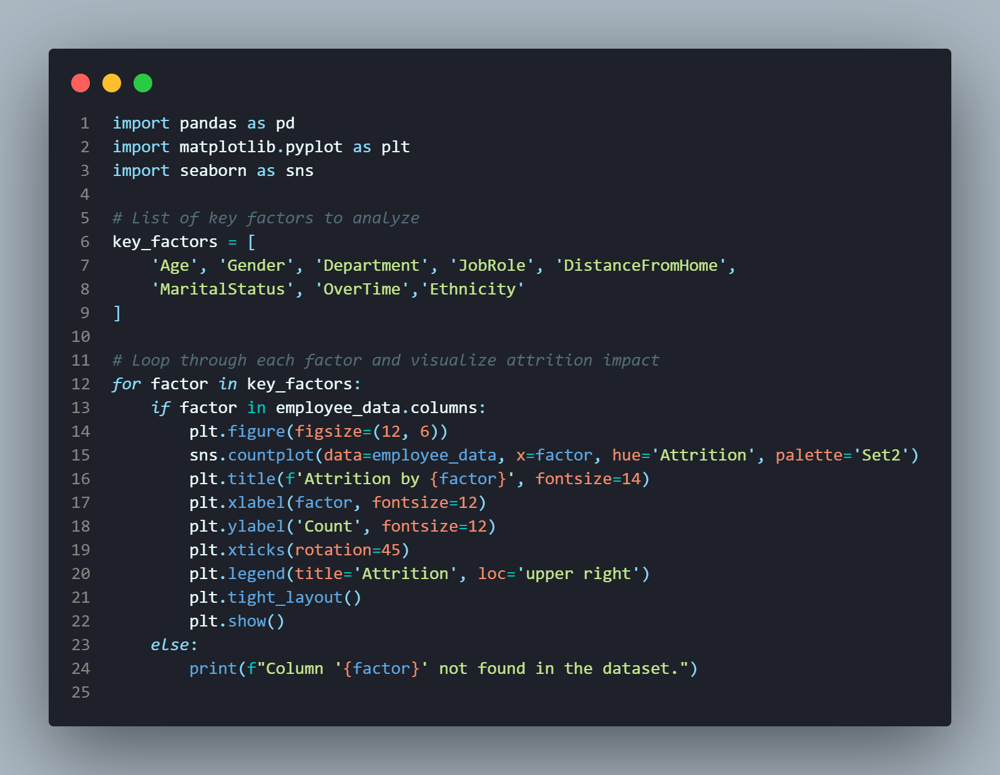 1 import pandas as pd
2 import matplotlib.pyplot as plt
3 import seaborn as sns
4
5 # List of key factors to analyze
6 key_factors = [
7     'Age', 'Gender', 'Department', 'JobRole', 'DistanceFromHome',
8     'MaritalStatus', 'OverTime','Ethnicity'
9 ]
10
11 # Loop through each factor and visualize attrition impact
12 for factor in key_factors:
13     if factor in employee_data.columns:
14         plt.figure(figsize=(12, 6))
15         sns.countplot(data=employee_data, x=factor, hue='Attrition', palette='Set2')
16         plt.title(f'Attrition by {factor}', fontsize=14)
17         plt.xlabel(factor, fontsize=12)
18         plt.ylabel('Count', fontsize=12)
19         plt.xticks(rotation=45)
20         plt.legend(title='Attrition', loc='upper right')
21         plt.tight_layout()
22         plt.show()
23     else:
24         print(f"Column '{factor}' not found in the dataset.")
25